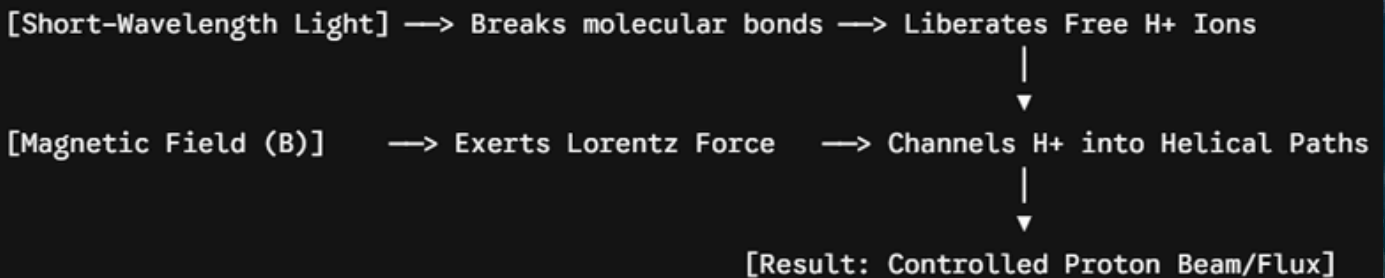 [Short-Wavelength Light] ──> Breaks molecular bonds ──> Liberates Free H+ Ions
│
▼
[Magnetic Field (B)] ──> Exerts Lorentz Force ──> Channels H+ into Helical Paths
│
▼
[Result: Controlled Proton Beam/Flux]